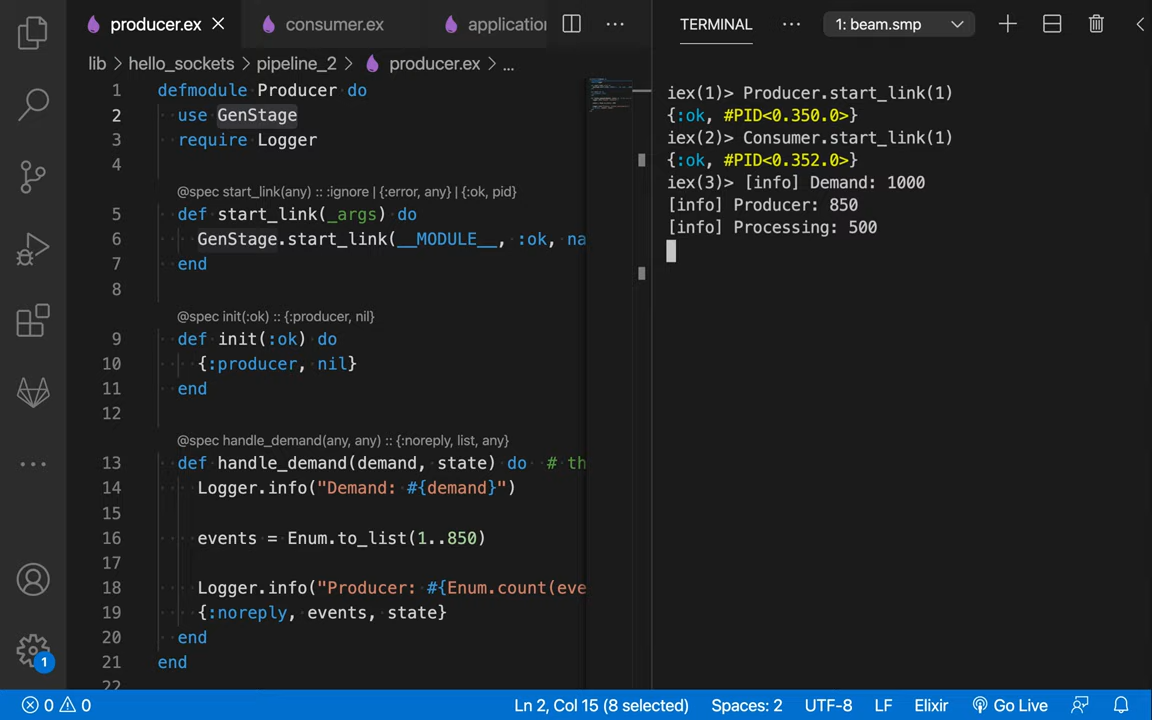 producer.ex
consumer.ex
application
TERMINAL
1: beam.smp
lib > hello_sockets > pipeline_2 > producer.ex > ...
1 defmodule Producer do
2 use GenStage
3 require Logger
4
@spec start_link(any) :: :ignore | {:error, any} | {:ok, pid}
5 def start_link(_args) do
6 GenStage.start_link(__MODULE__, :ok, na
7 end
8
@spec init(:ok) :: {:producer, nil}
9 def init(:ok) do
10 {:producer, nil}
11 end
12
@spec handle_demand(any, any) :: {:noreply, list, any}
13 def handle_demand(demand, state) do # th
14 Logger.info("Demand: #{demand}")
15
16 events = Enum.to_list(1..850)
17
18 Logger.info("Producer: #{Enum.count(eve
19 {:noreply, events, state}
20 end
21 end
22
iex(1)> Producer.start_link(1)
{:ok, #PID<0.350.0>}
iex(2)> Consumer.start_link(1)
{:ok, #PID<0.352.0>}
iex(3)> [info] Demand: 1000
[info] Producer: 850
[info] Processing: 500
1
0 0
Ln 2, Col 15 (8 selected)
Spaces: 2
UTF-8
LF
Elixir
Go Live